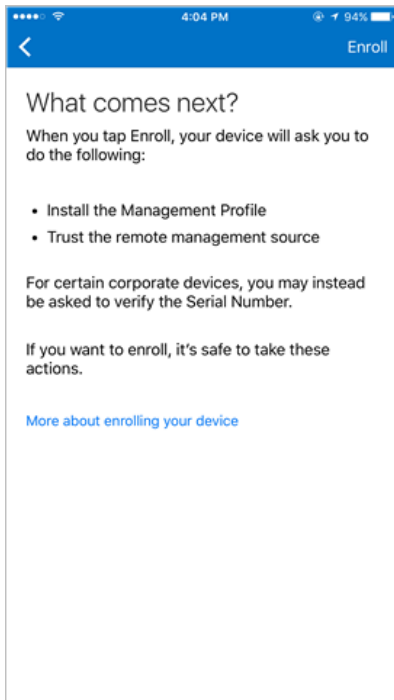 4:04 PM
94%
Enroll
What comes next?
When you tap Enroll, your device will ask you to
do the following:
• Install the Management Profile
• Trust the remote management source
For certain corporate devices, you may instead
be asked to verify the Serial Number.
If you want to enroll, it's safe to take these
actions.
More about enrolling your device